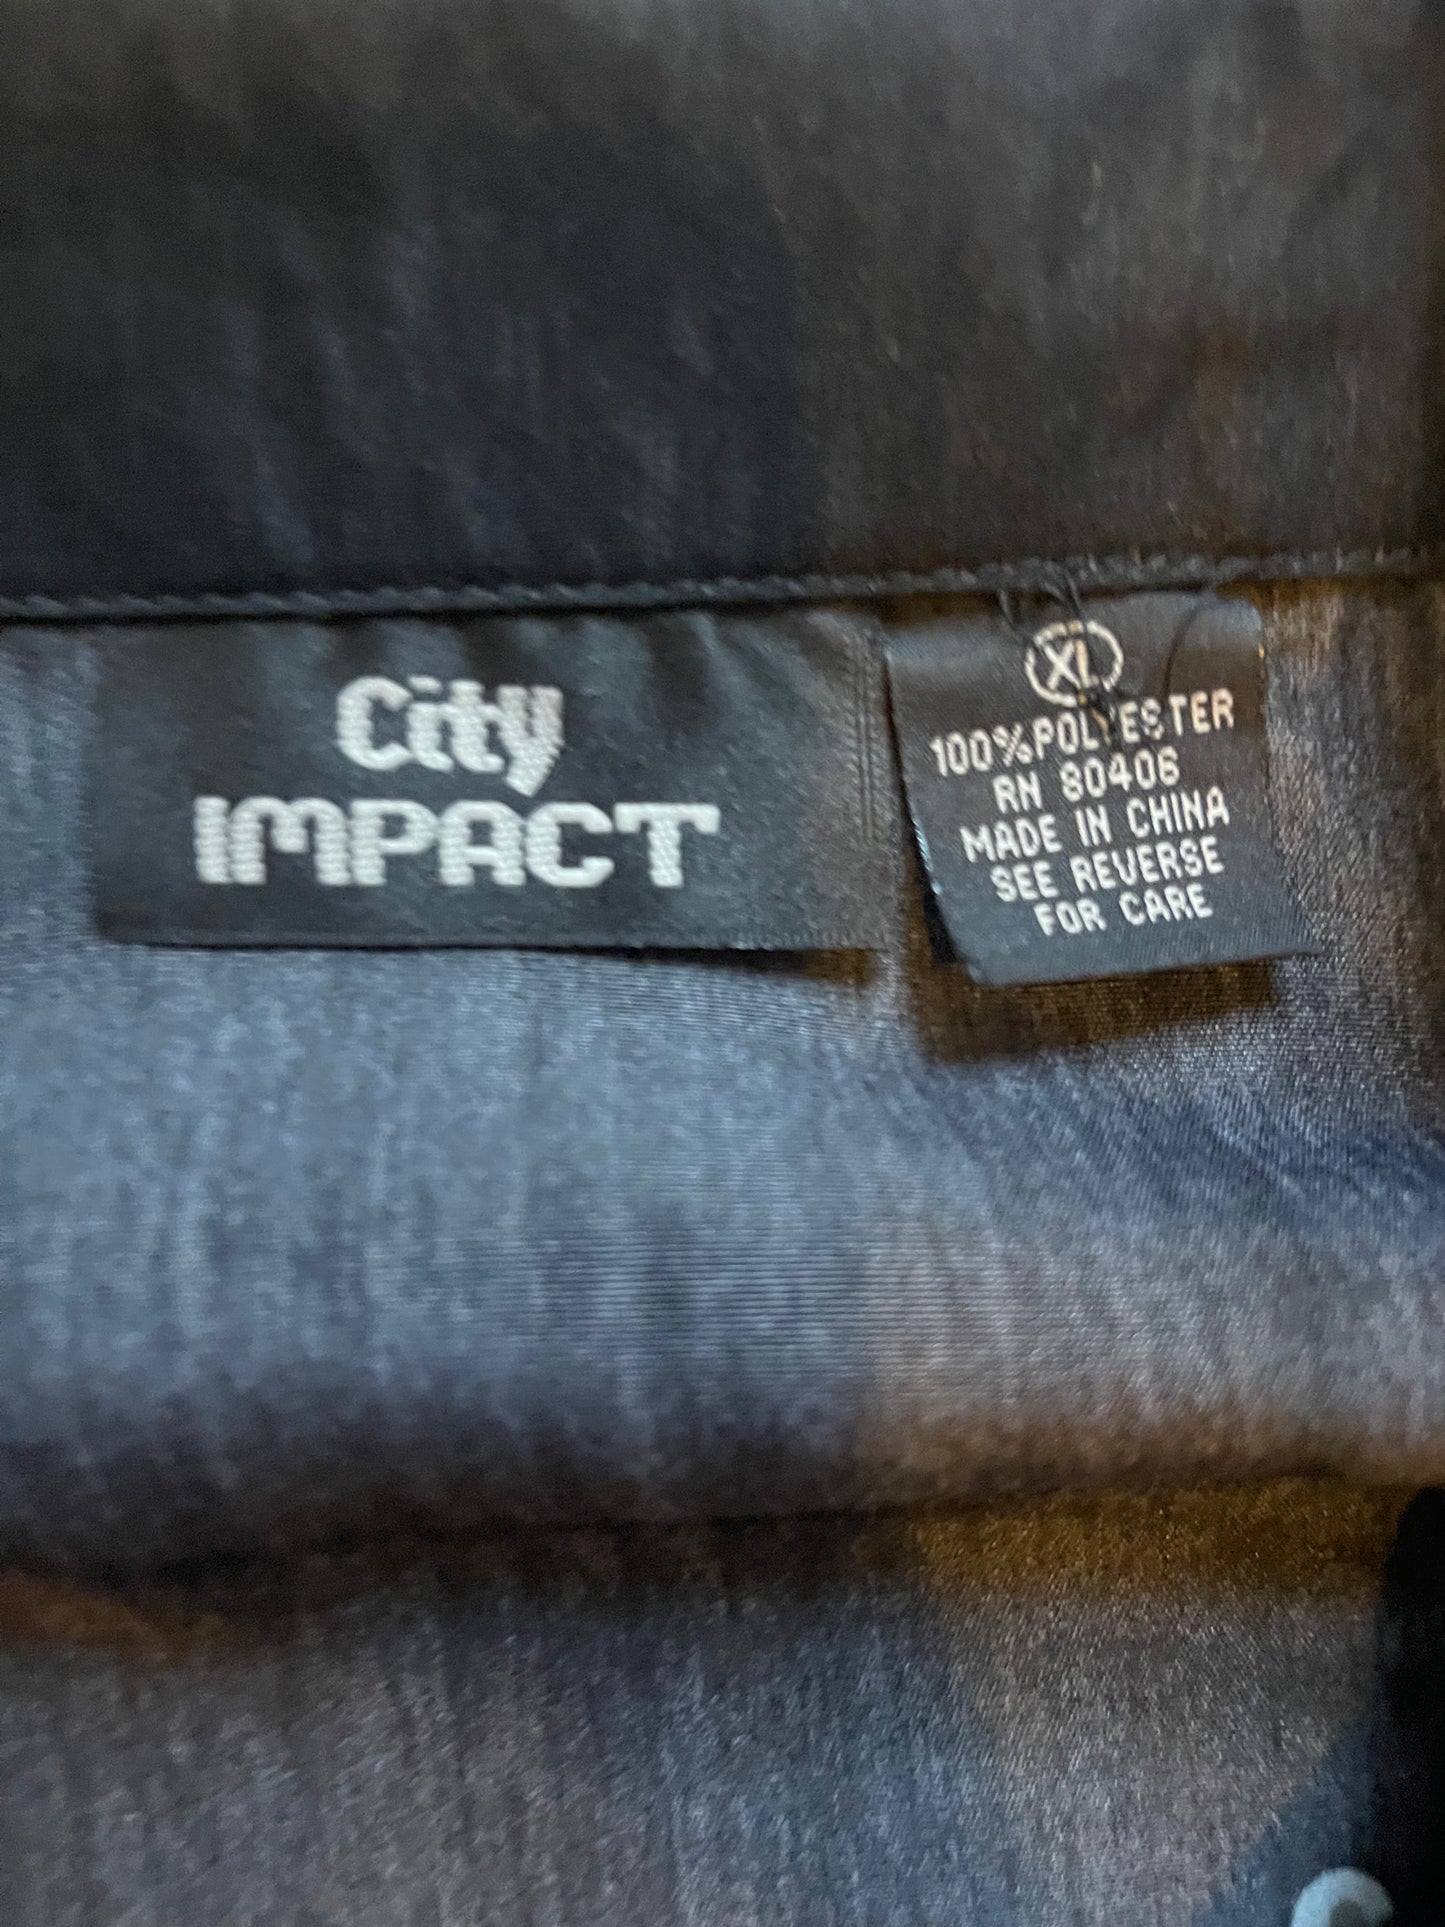 City
IMPACT
XL
100% POLYESTER
RN 80406
MADE IN CHINA
SEE REVERSE
FOR CARE